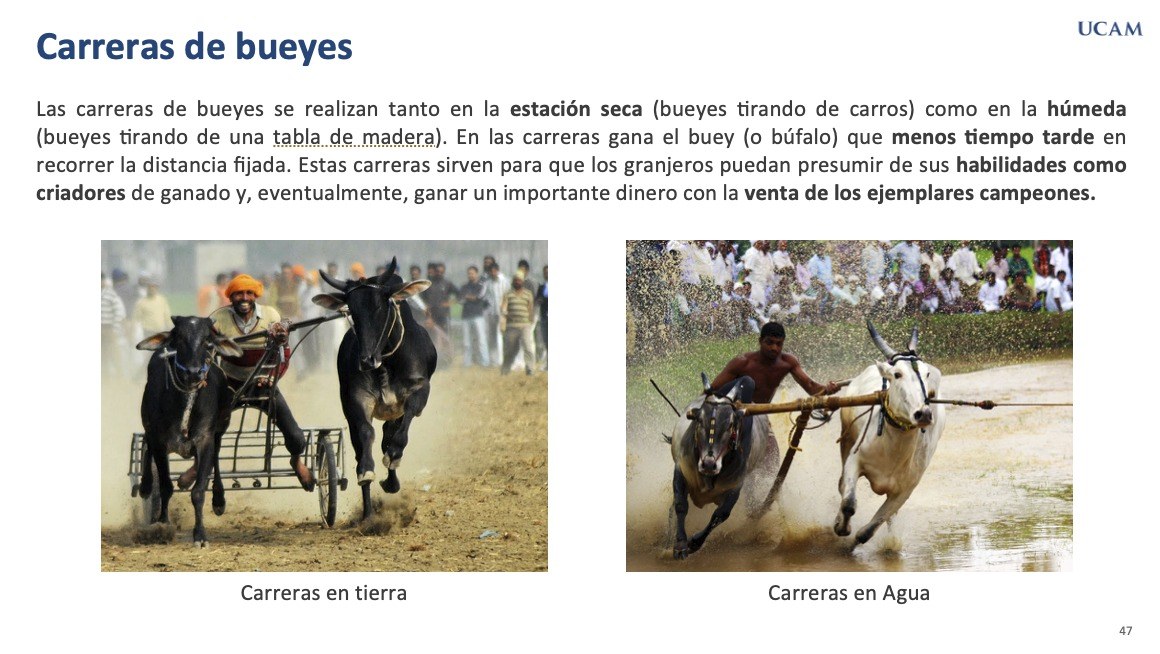 UCAM
Carreras de bueyes
Las carreras de bueyes se realizan tanto en la estación seca (bueyes tirando de carros) como en la húmeda
(bueyes tirando de una tabla de madera). En las carreras gana el buey (o búfalo) que menos tiempo tarde en
recorrer la distancia fijada. Estas carreras sirven para que los granjeros puedan presumir de sus habilidades como
criadores de ganado y, eventualmente, ganar un importante dinero con la venta de los ejemplares campeones.
Carreras en tierra
Carreras en Agua
47